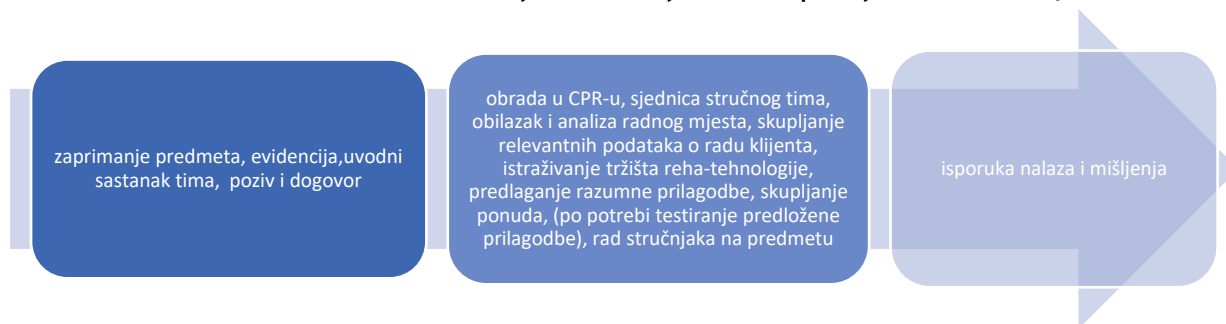 zaprimanje predmeta, evidencija,uvodni
sastanak tima,  poziv i dogovor
obrada u CPR-u, sjednica stručnog tima,
obilazak i analiza radnog mjesta, skupljanje
relevantnih podataka o radu klijenta,
istraživanje tržišta reha-tehnologije,
predlaganje razumne prilagodbe, skupljanje
ponuda, (po potrebi testiranje predložene
prilagodbe), rad stručnjaka na predmetu
isporuka nalaza i mišljenja